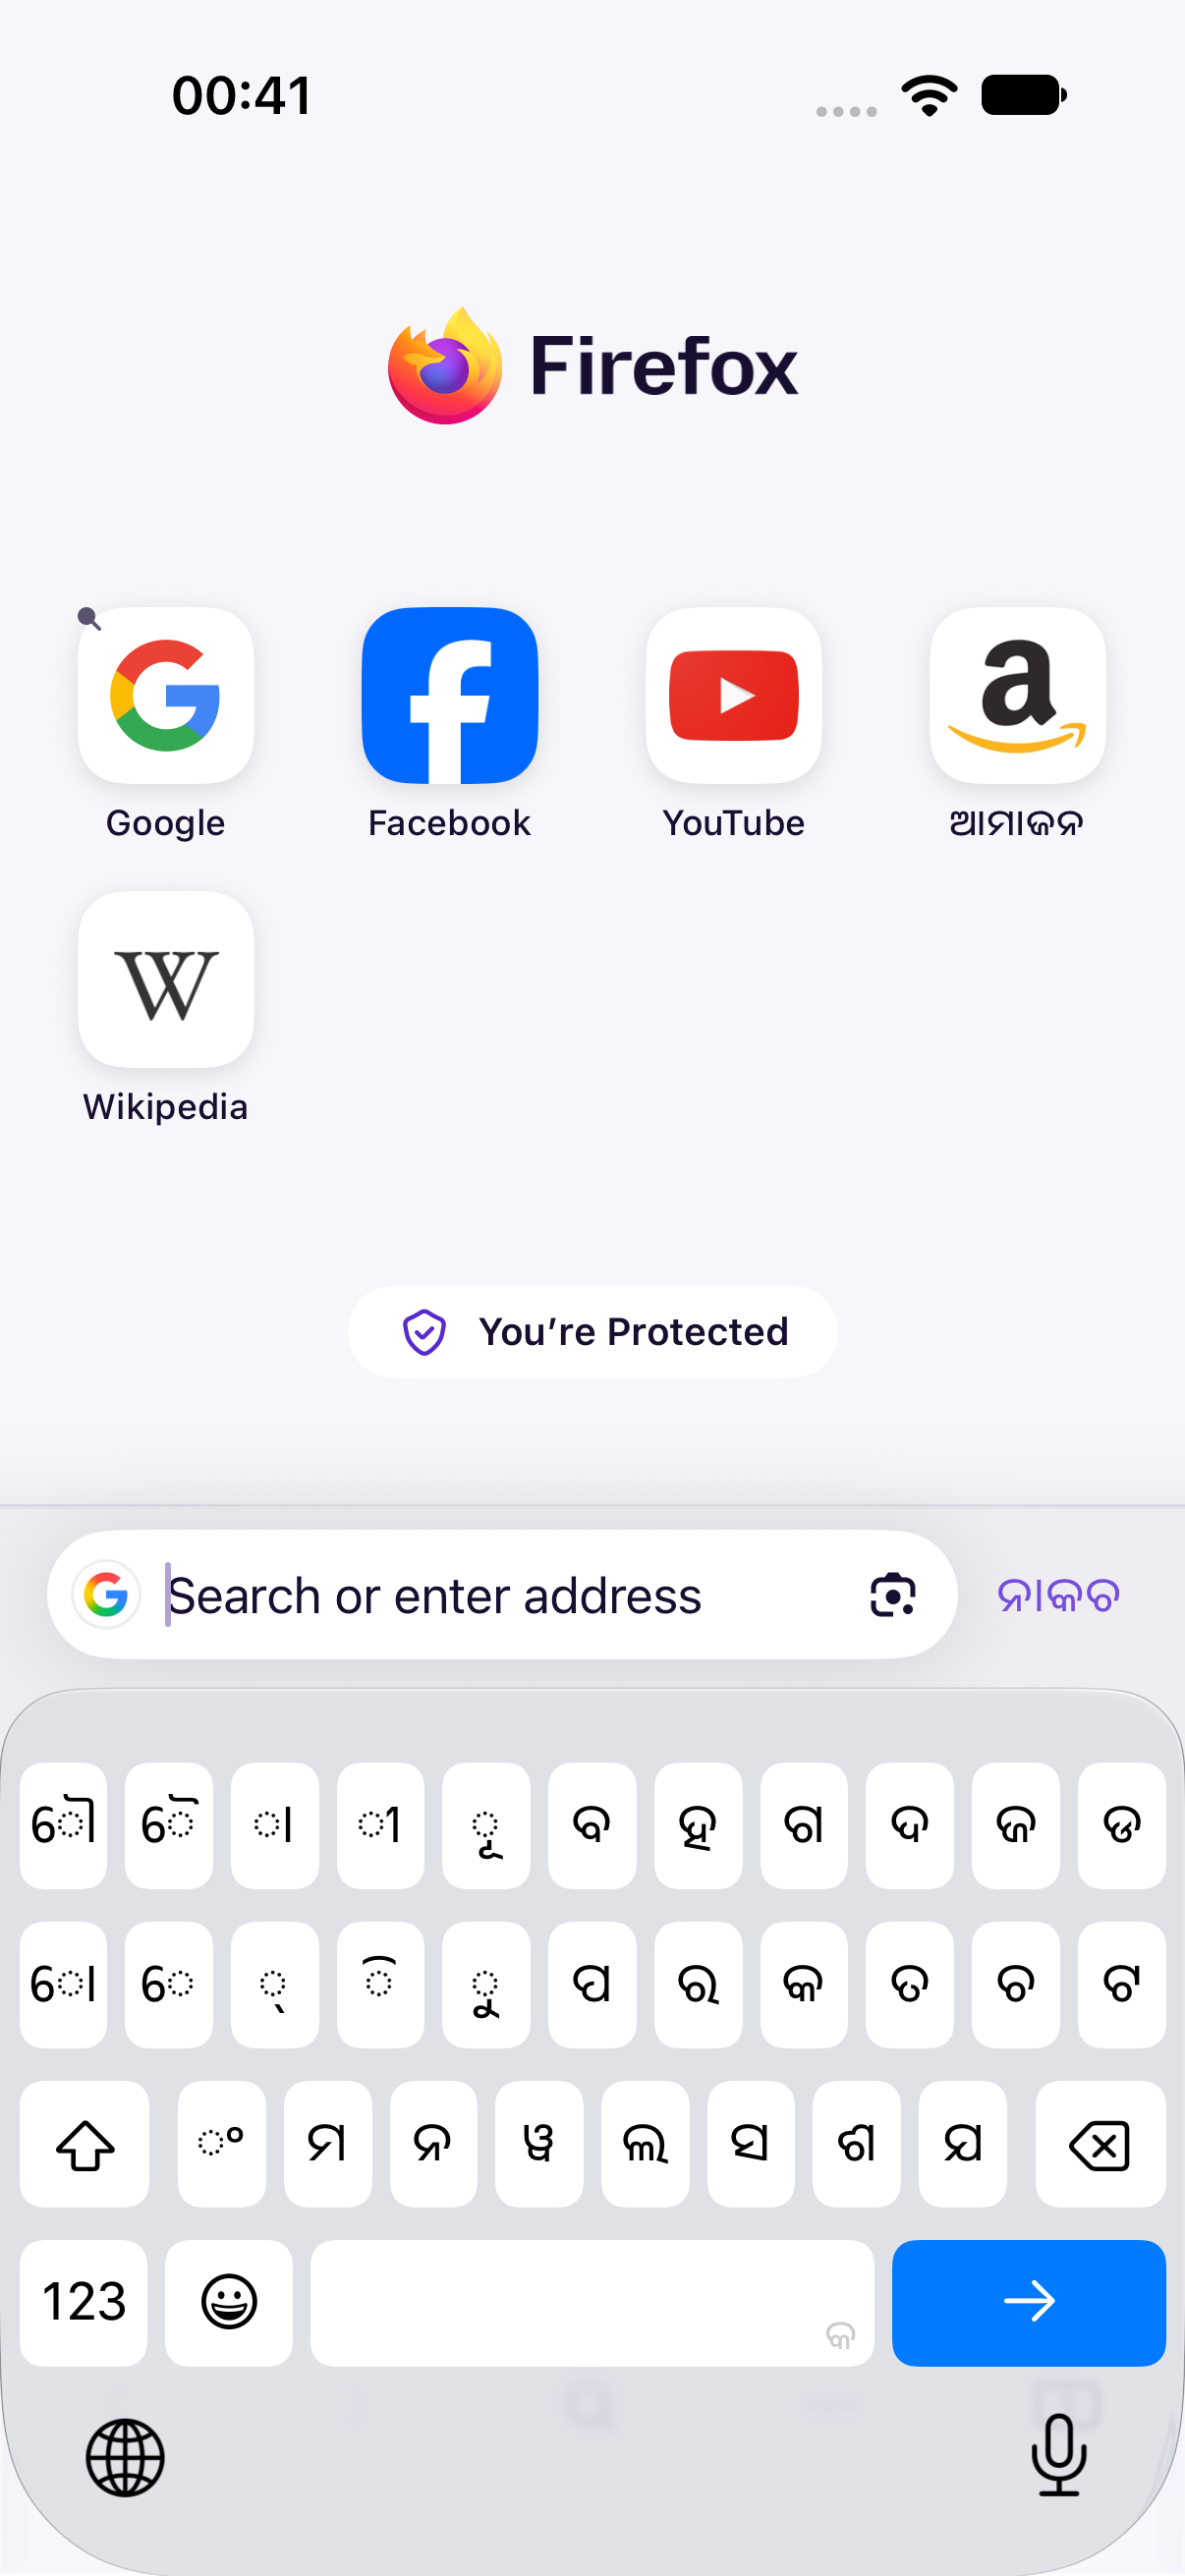 00:41
Firefox
Google
Facebook
YouTube
ଆମାଜନ
Wikipedia
You’re Protected
Search or enter address
ନାକଚ
ୌ ୈ ା ୀ ୂ ବ ହ ଗ ଦ ଜ ଡ
ୋ େ ୍ ି ୁ ପ ର କ ତ ଚ ଟ
ଂ ମ ନ ୱ ଲ ସ ଶ ଯ
123
କ